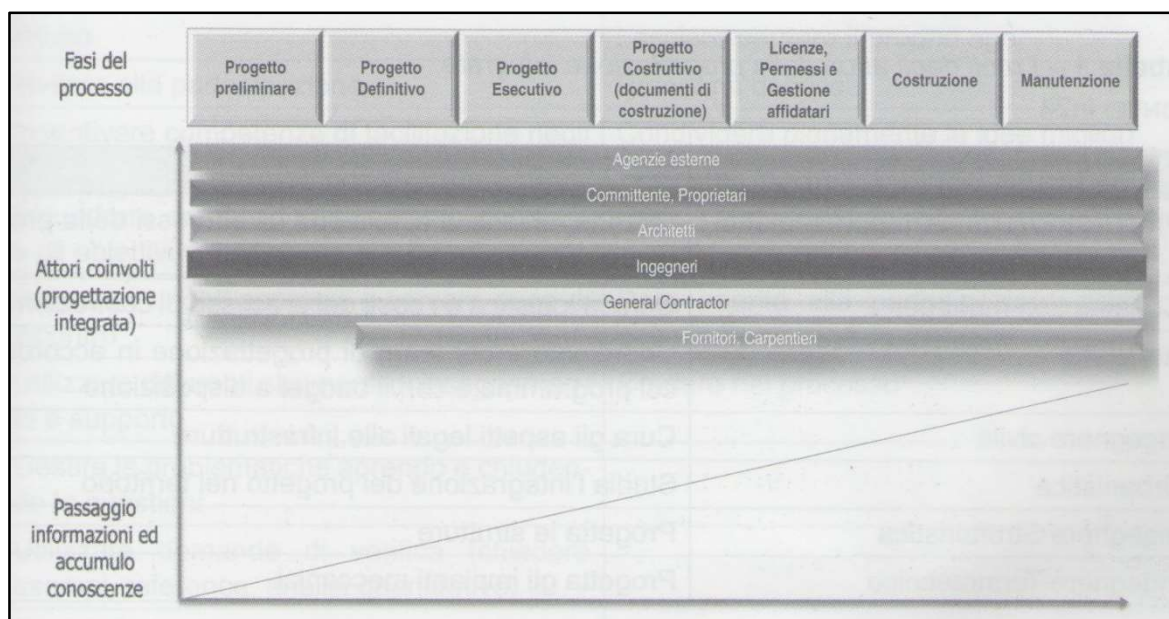 Fasi del
processo
Progetto
preliminare
Progetto
Definitivo
Progetto
Esecutivo
Progetto
Costruttivo
(documenti di
costruzione)
Licenze,
Permessi e
Gestione
affidatari
Costruzione
Manutenzione
Agenzie esterne
Committente, Proprietari
Architetti
Ingegneri
General Contractor
Fornitori, Carpentieri
Attori coinvolti
(progettazione
integrata)
Passaggio
informazioni ed
accumulo
conoscenze